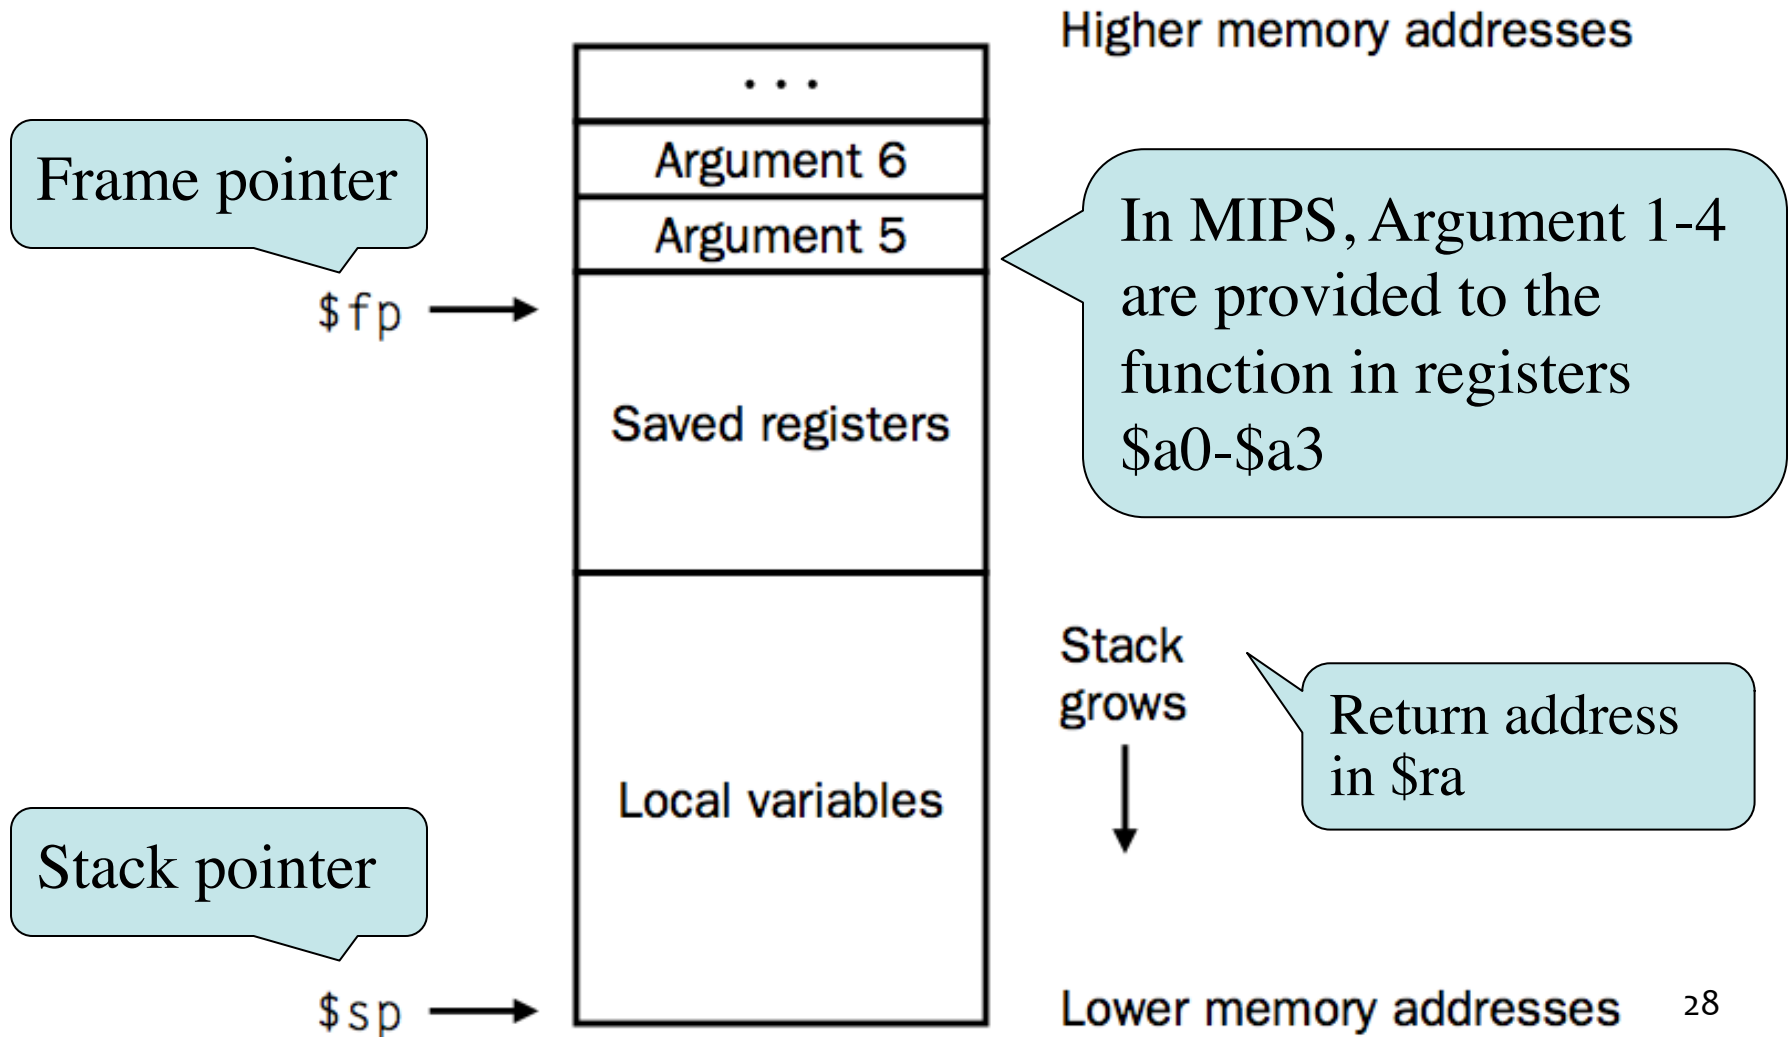 Higher memory addresses
. . .
Argument 6
Argument 5
Frame pointer
$fp
In MIPS, Argument 1-4
are provided to the
function in registers
$a0-$a3
Saved registers
Stack
grows
Return address
in $ra
Local variables
Stack pointer
$sp
Lower memory addresses
28